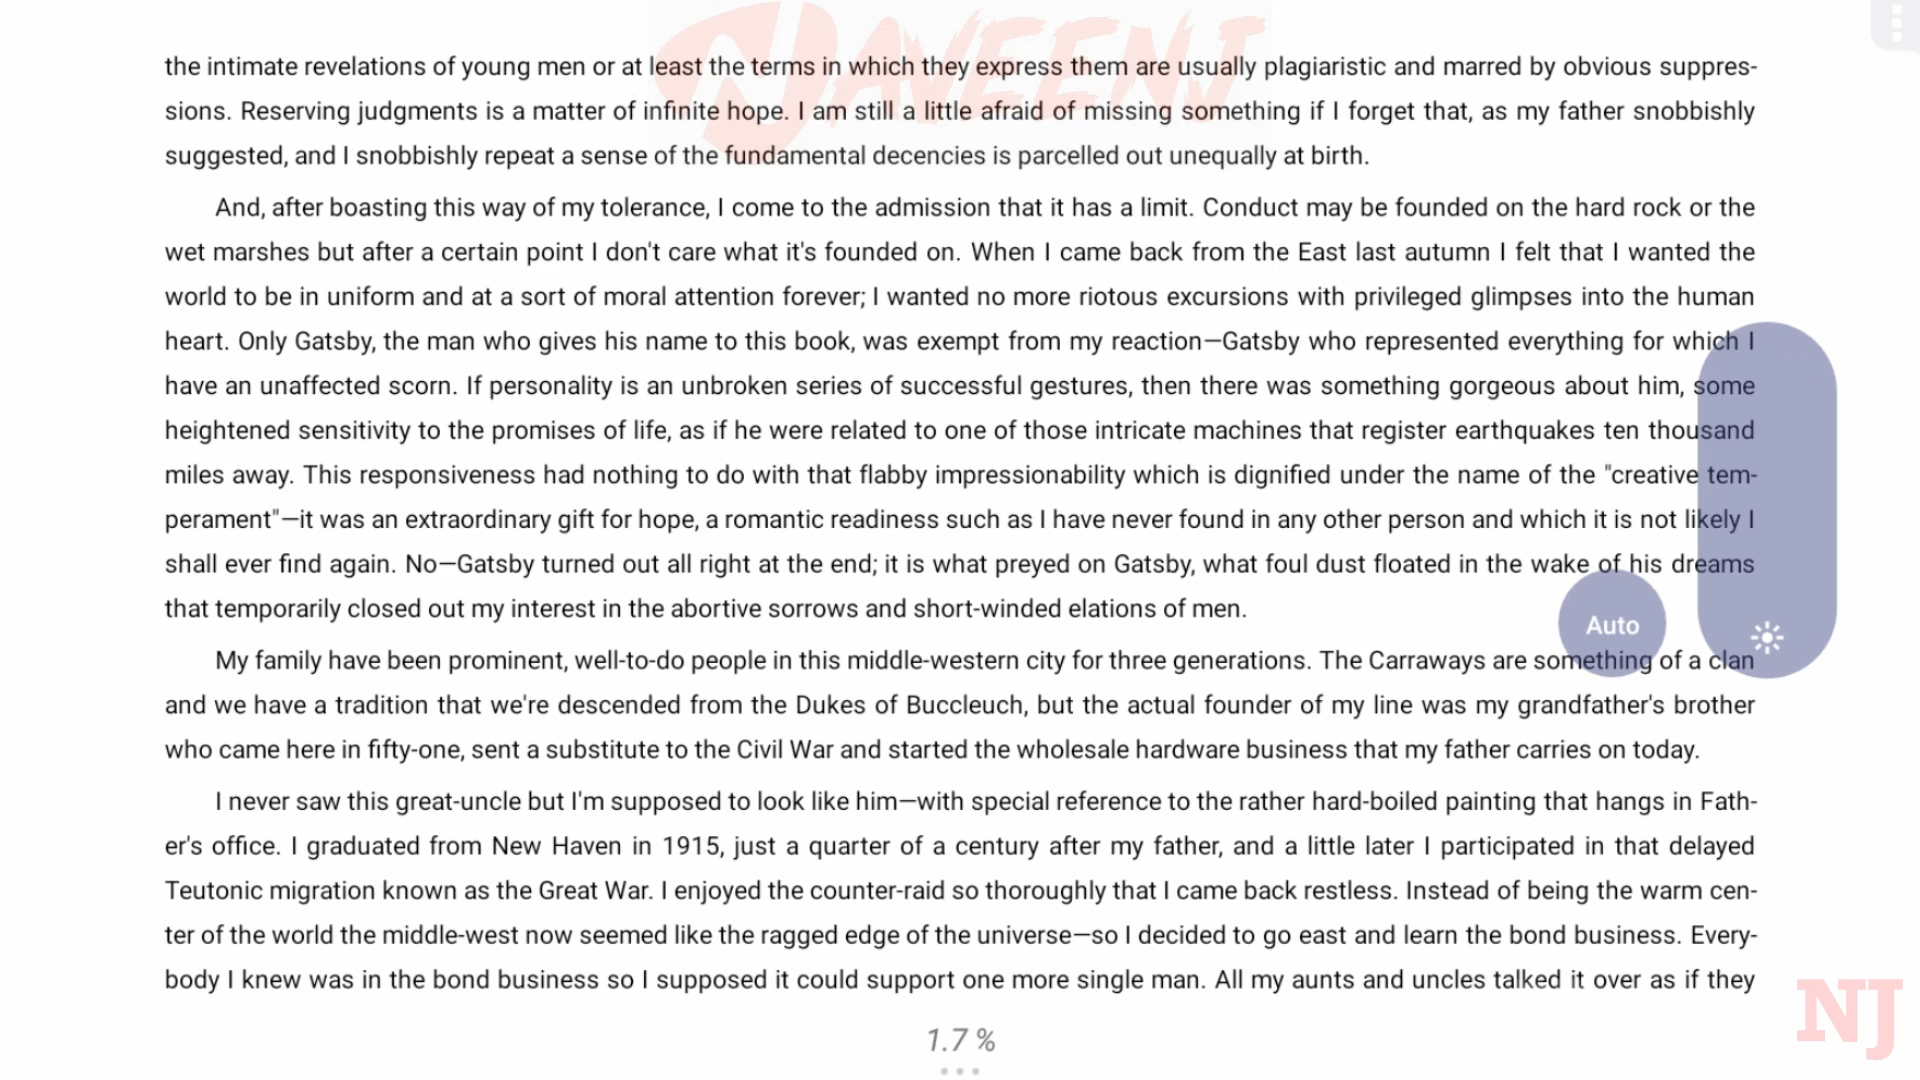 NAVEENJ
the intimate revelations of young men or at least the terms in which they express them are usually plagiaristic and marred by obvious suppres-
sions. Reserving judgments is a matter of infinite hope. I am still a little afraid of missing something if I forget that, as my father snobbishly
suggested, and I snobbishly repeat a sense of the fundamental decencies is parcelled out unequally at birth.
And, after boasting this way of my tolerance, I come to the admission that it has a limit. Conduct may be founded on the hard rock or the
wet marshes but after a certain point I don't care what it's founded on. When I came back from the East last autumn I felt that I wanted the
world to be in uniform and at a sort of moral attention forever; I wanted no more riotous excursions with privileged glimpses into the human
heart. Only Gatsby, the man who gives his name to this book, was exempt from my reaction—Gatsby who represented everything for which I
have an unaffected scorn. If personality is an unbroken series of successful gestures, then there was something gorgeous about him, some
heightened sensitivity to the promises of life, as if he were related to one of those intricate machines that register earthquakes ten thousand
miles away. This responsiveness had nothing to do with that flabby impressionability which is dignified under the name of the "creative tem-
perament"—it was an extraordinary gift for hope, a romantic readiness such as I have never found in any other person and which it is not likely I
shall ever find again. No—Gatsby turned out all right at the end; it is what preyed on Gatsby, what foul dust floated in the wake of his dreams
that temporarily closed out my interest in the abortive sorrows and short-winded elations of men.
Auto
My family have been prominent, well-to-do people in this middle-western city for three generations. The Carraways are something of a clan
and we have a tradition that we're descended from the Dukes of Buccleuch, but the actual founder of my line was my grandfather's brother
who came here in fifty-one, sent a substitute to the Civil War and started the wholesale hardware business that my father carries on today.
I never saw this great-uncle but I'm supposed to look like him—with special reference to the rather hard-boiled painting that hangs in Fath-
er's office. I graduated from New Haven in 1915, just a quarter of a century after my father, and a little later I participated in that delayed
Teutonic migration known as the Great War. I enjoyed the counter-raid so thoroughly that I came back restless. Instead of being the warm cen-
ter of the world the middle-west now seemed like the ragged edge of the universe—so I decided to go east and learn the bond business. Every-
body I knew was in the bond business so I supposed it could support one more single man. All my aunts and uncles talked it over as if they
NJ
1.7 %